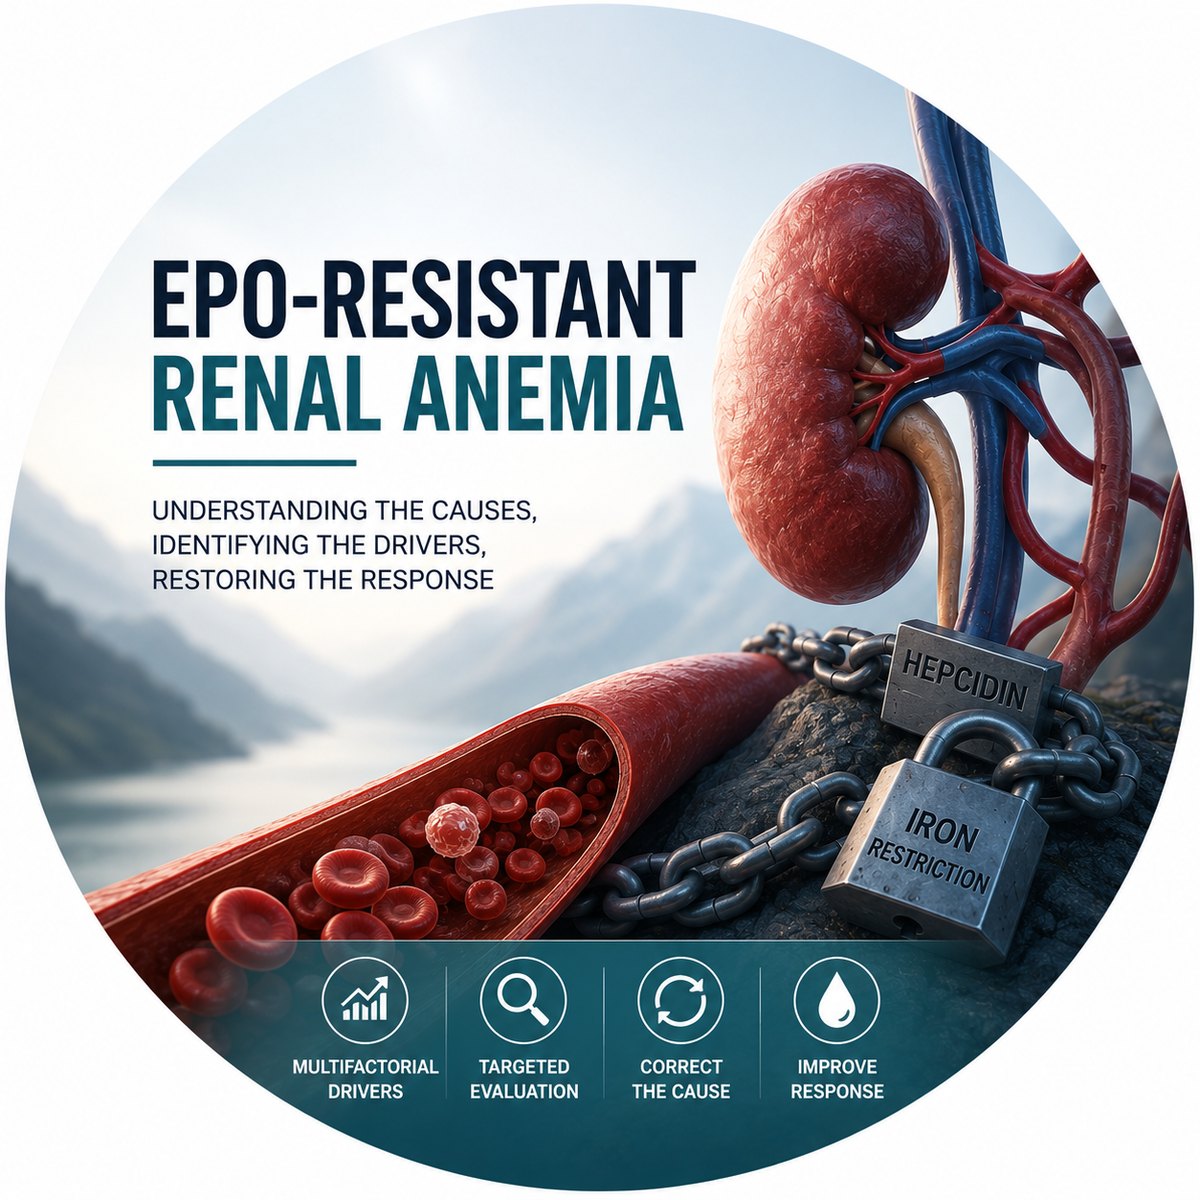 EPO-RESISTANT
RENAL ANEMIA
UNDERSTANDING THE CAUSES,
IDENTIFYING THE DRIVERS,
RESTORING THE RESPONSE
HEPCIDIN
IRON
RESTRICTION
MULTIFACTORIAL
DRIVERS
TARGETED
EVALUATION
CORRECT
THE CAUSE
IMPROVE
RESPONSE